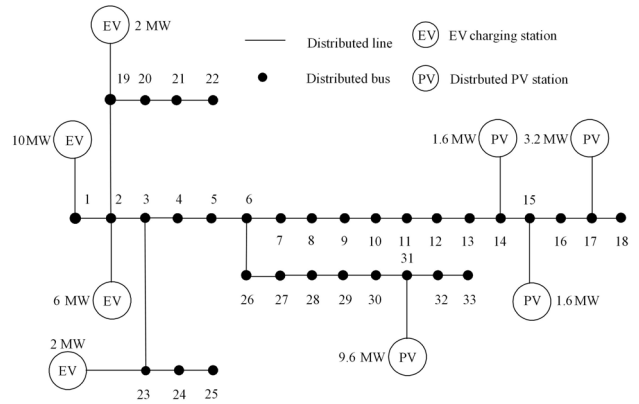 EV 2 MW
Distributed line
EV EV charging station
19 20 21 22
Distributed bus
PV Distrbuted PV station
10MW EV
1.6 MW PV 3.2 MW PV
1 2 3 4 5 6 15
7 8 9 10 11 12 13 14 16 17 18
31
6 MW EV
26 27 28 29 30 32 33
PV 1.6MW
2 MW
EV
9.6 MW PV
23 24 25